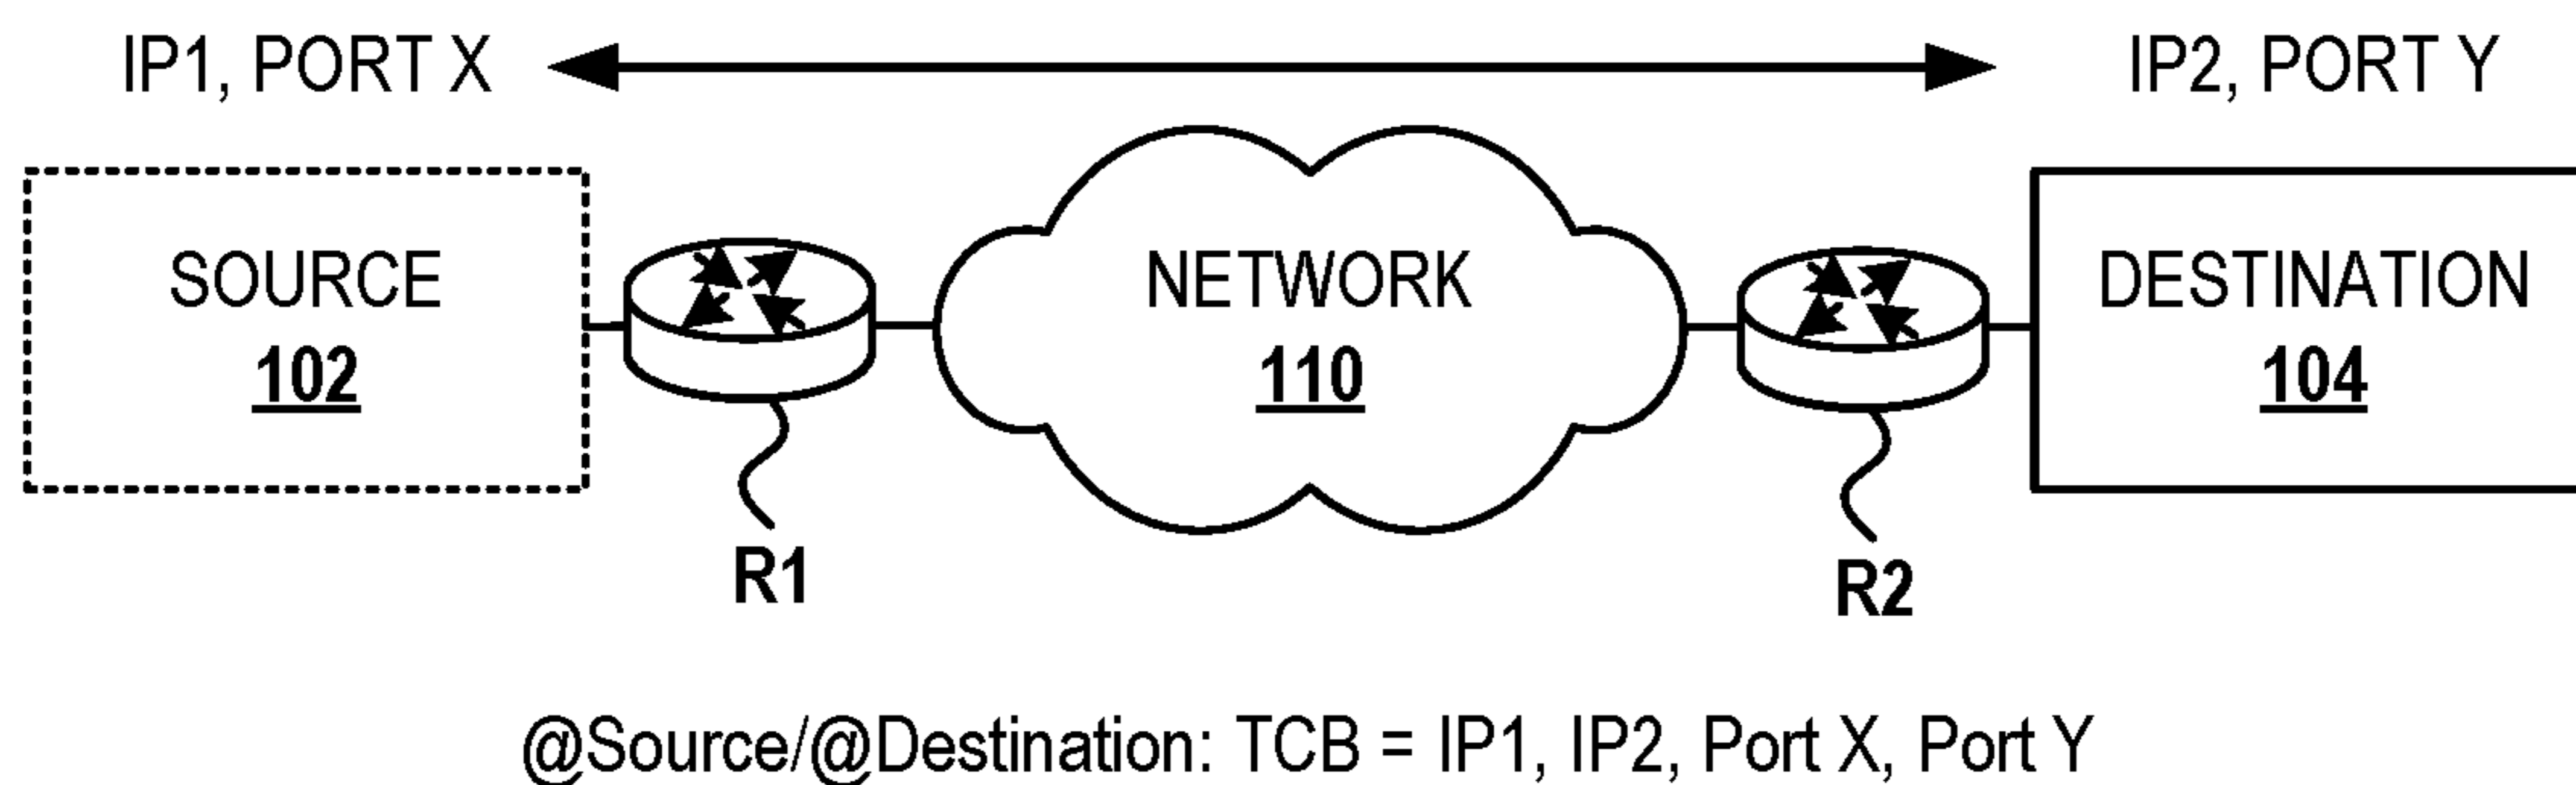 IP1, PORT X
IP2, PORT Y
SOURCE
102
NETWORK
110
DESTINATION
104
R1
R2
@Source/@Destination: TCB = IP1, IP2, Port X, Port Y